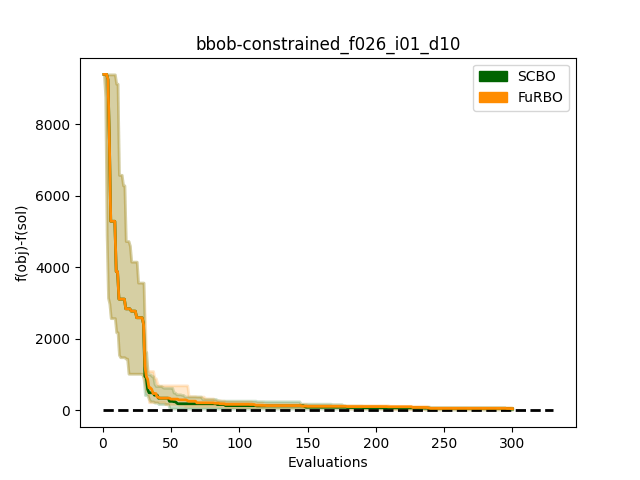 bbob-constrained_f026_i01_d10
SCBO
FuRBO
f(obj)-f(sol)
8000
6000
4000
2000
0
0 50 100 150 200 250 300
Evaluations